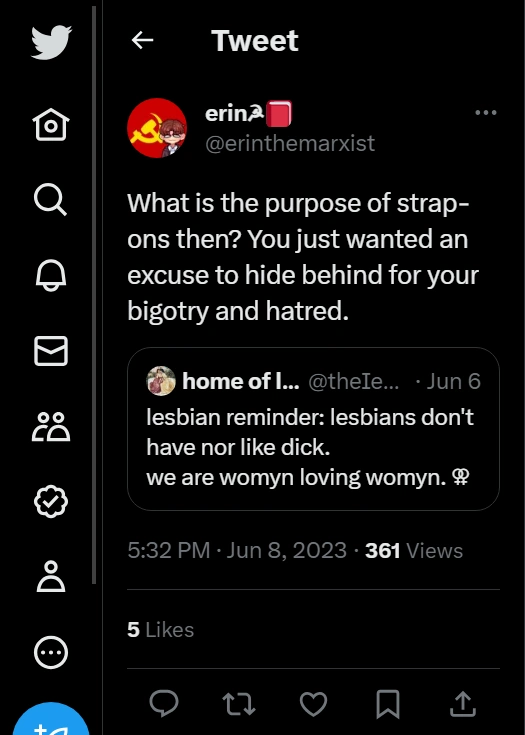 Tweet
erin☭📕
@erinthemarxist
What is the purpose of strap-
ons then? You just wanted an
excuse to hide behind for your
bigotry and hatred.
home of l... @theIe... · Jun 6
lesbian reminder: lesbians don't
have nor like dick.
we are womyn loving womyn. ⚢
5:32 PM · Jun 8, 2023 · 361 Views
5 Likes